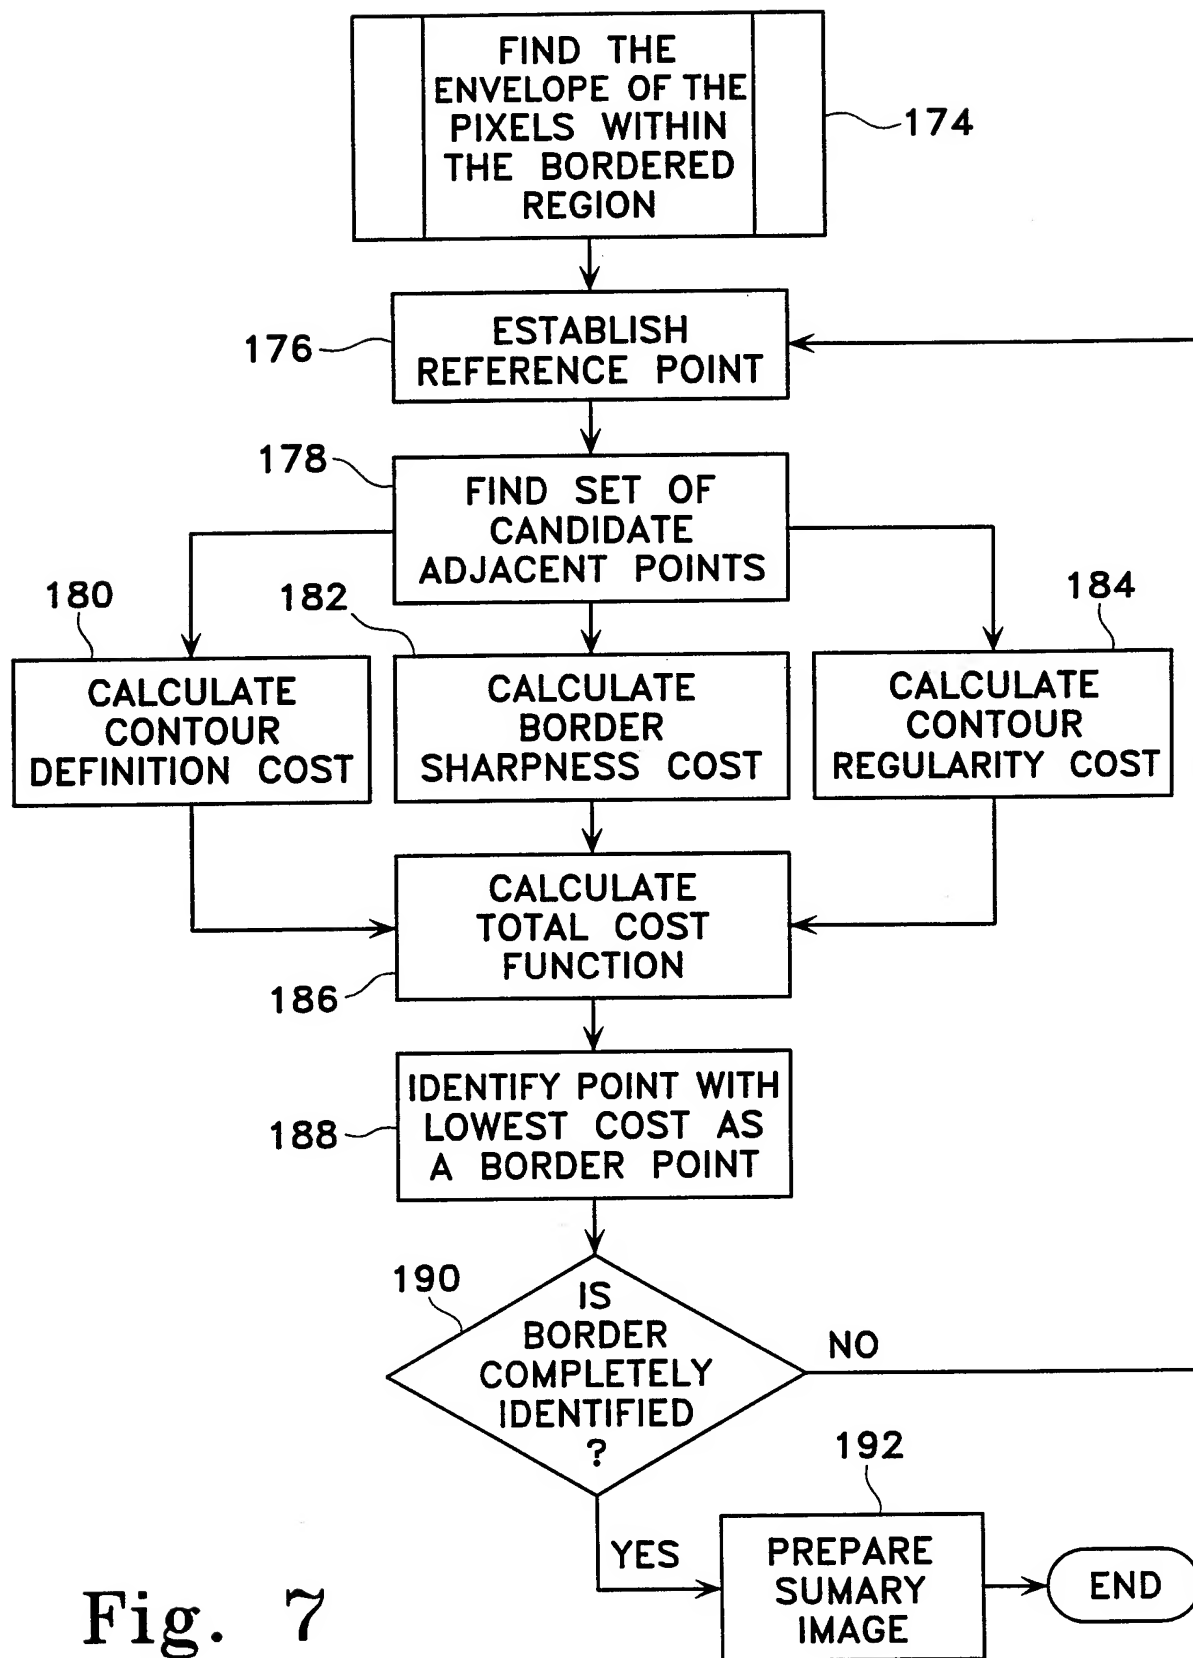 FIND THE
ENVELOPE OF THE
PIXELS WITHIN
THE BORDERED
REGION
174
176
ESTABLISH
REFERENCE POINT
178
FIND SET OF
CANDIDATE
ADJACENT POINTS
180
CALCULATE
CONTOUR
DEFINITION COST
182
CALCULATE
BORDER
SHARPNESS COST
184
CALCULATE
CONTOUR
REGULARITY COST
CALCULATE
TOTAL COST
FUNCTION
186
IDENTIFY POINT WITH
LOWEST COST AS
A BORDER POINT
188
190
IS
BORDER
COMPLETELY
IDENTIFIED
?
NO
YES
192
PREPARE
SUMARY
IMAGE
END
Fig. 7